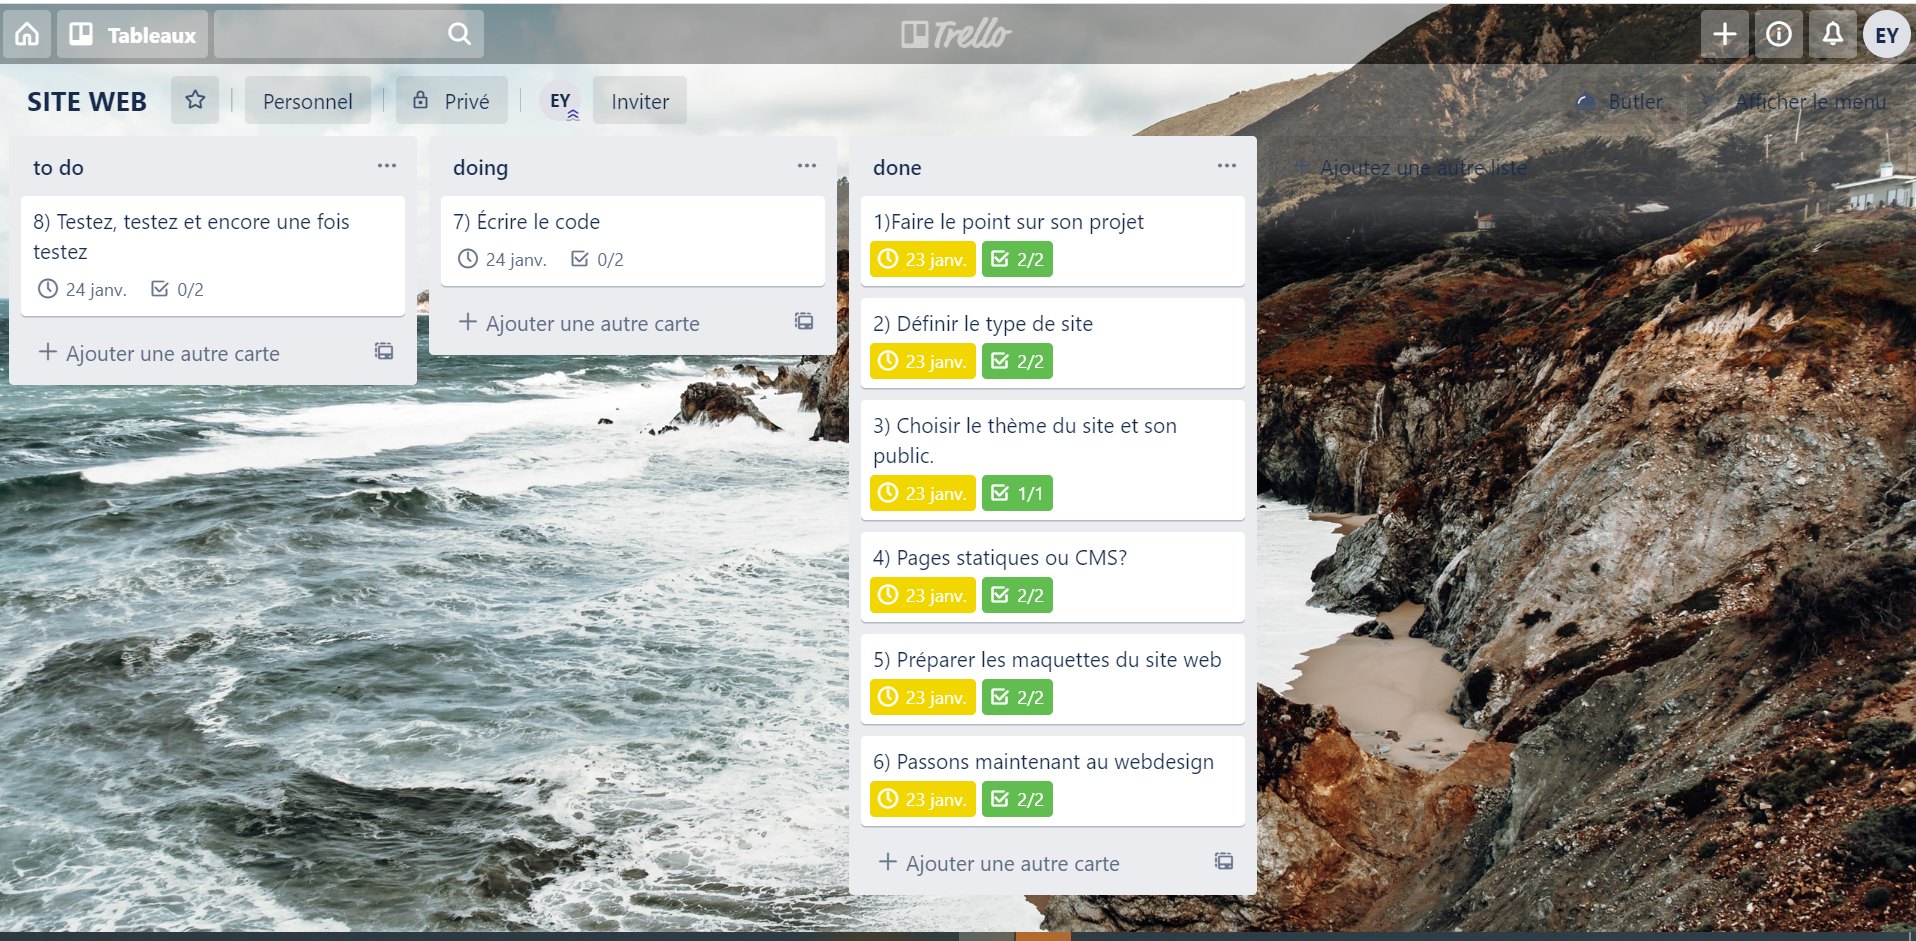 Tableaux
Trello
EY
SITE WEB
Personnel
Privé
EY
Inviter
Butler
Afficher le menu
to do
8) Testez, testez et encore une fois
testez
24 janv. 0/2
Ajouter une autre carte
doing
7) Écrire le code
24 janv. 0/2
Ajouter une autre carte
done
1)Faire le point sur son projet
23 janv. 2/2
2) Définir le type de site
23 janv. 2/2
3) Choisir le thème du site et son
public.
23 janv. 1/1
4) Pages statiques ou CMS?
23 janv. 2/2
5) Préparer les maquettes du site web
23 janv. 2/2
6) Passons maintenant au webdesign
23 janv. 2/2
Ajouter une autre carte
Ajoutez une autre liste